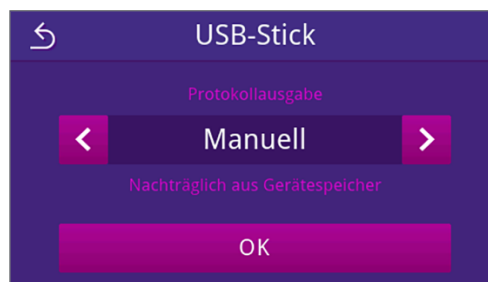 USB-Stick
Protokollausgabe
Manuell
Nachträglich aus Gerätespeicher
OK